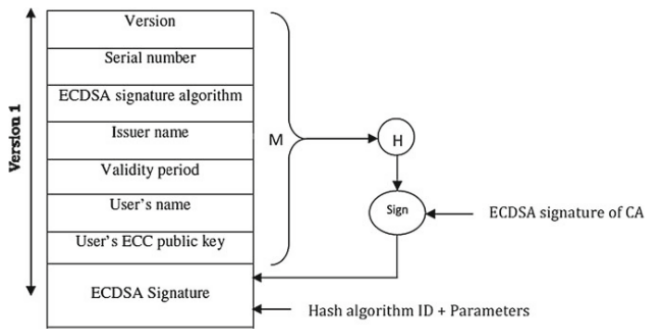 Version
Serial number
ECDSA signature algorithm
Issuer name
Validity period
User's name
User's ECC public key
ECDSA Signature
Version 1
M
H
Sign
ECDSA signature of CA
Hash algorithm ID + Parameters